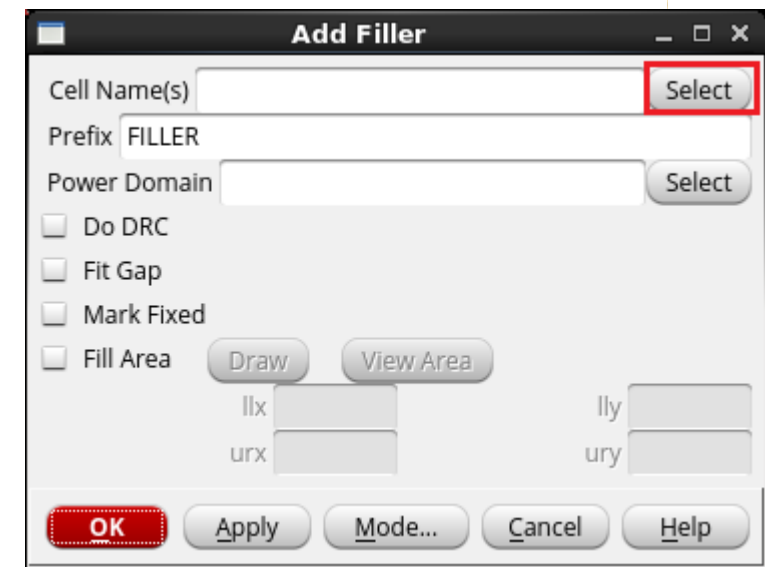 Add Filler
Cell Name(s) Select
Prefix FILLER
Power Domain Select
Do DRC
Fit Gap
Mark Fixed
Fill Area Draw View Area
llx lly
urx ury
OK Apply Mode... Cancel Help